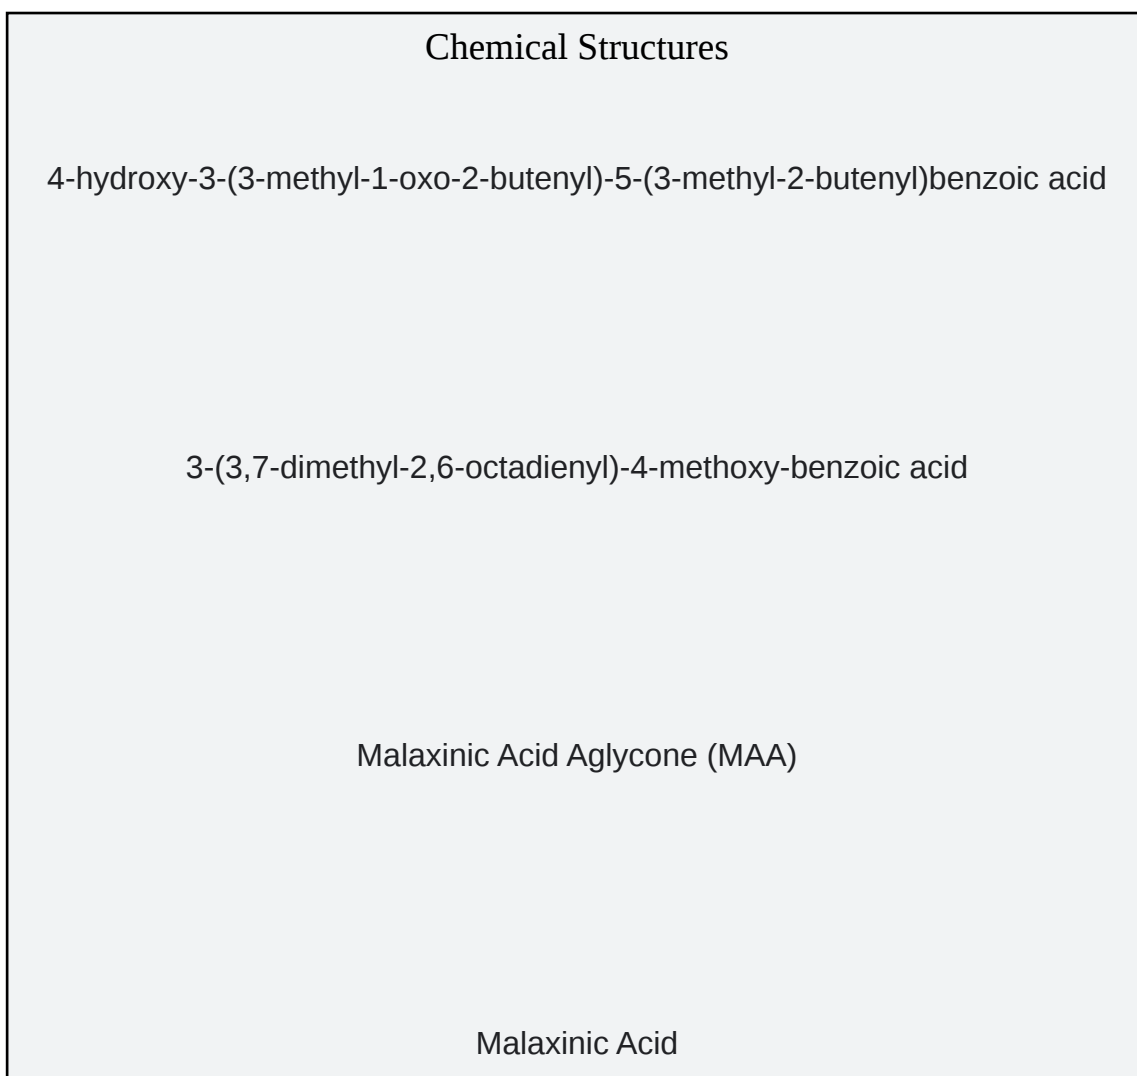 Chemical Structures
4-hydroxy-3-(3-methyl-1-oxo-2-butenyl)-5-(3-methyl-2-butenyl)benzoic acid
3-(3,7-dimethyl-2,6-octadienyl)-4-methoxy-benzoic acid
Malaxinic Acid Aglycone (MAA)
Malaxinic Acid